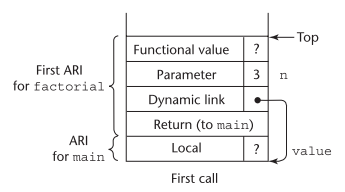 Top
Functional value ?
First ARI
for factorial
Parameter 3 n
Dynamic link
Return (to main)
ARI
for main
Local ? value
First call